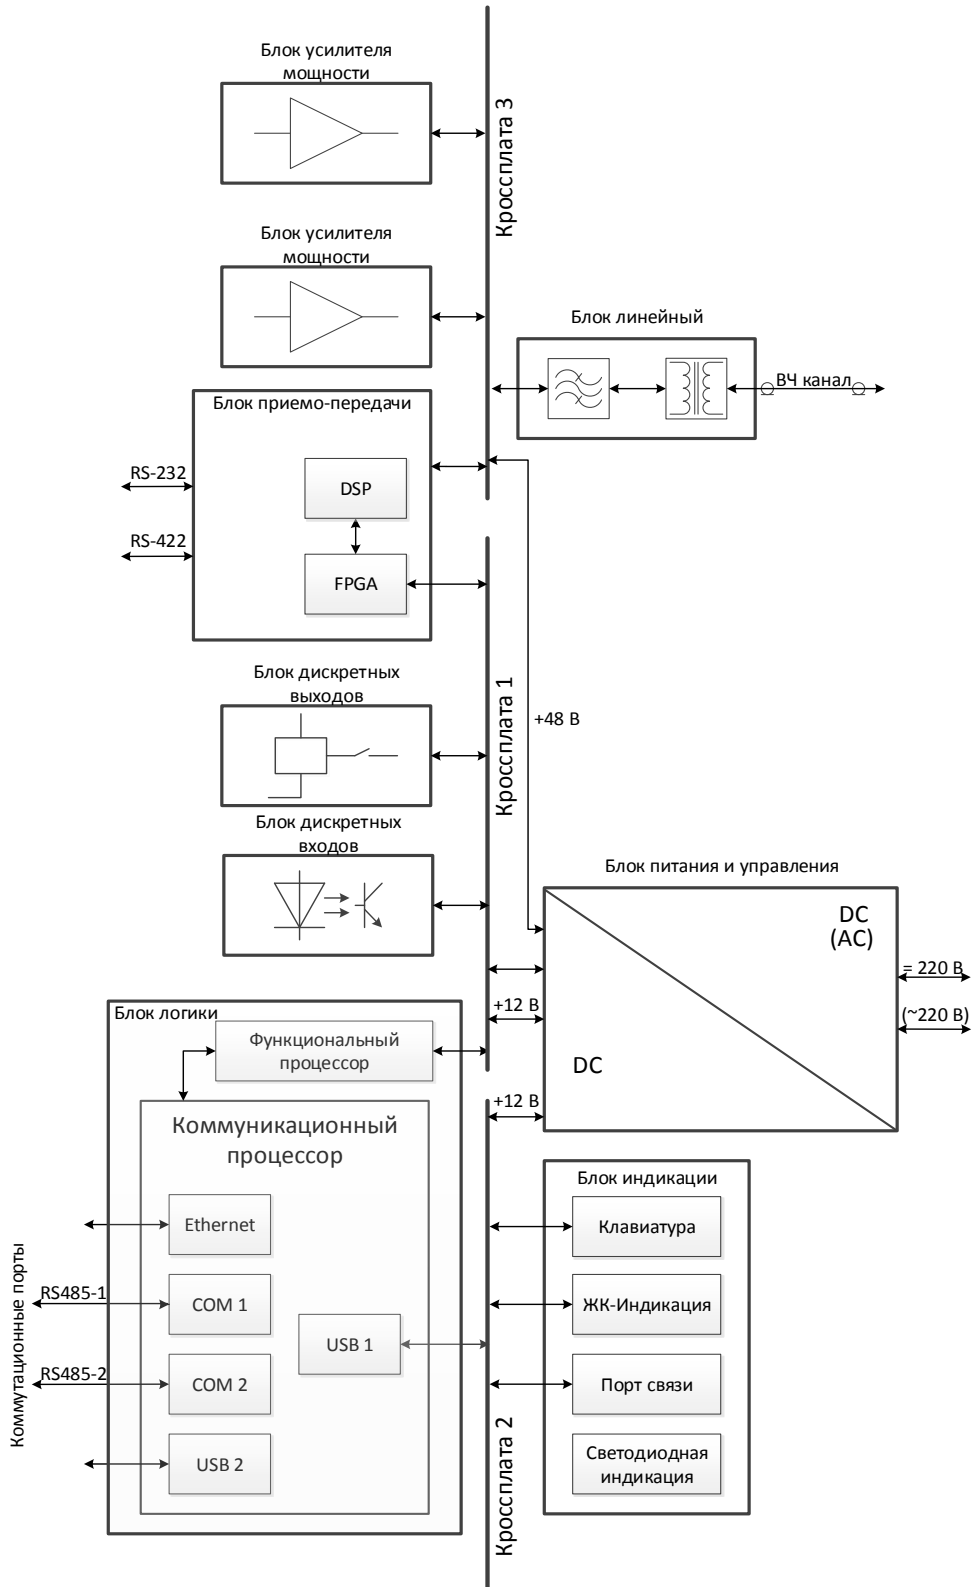 Блок усилителя
мощности
Кроссплата 3
Блок усилителя
мощности
Блок линейный
ВЧ канал
Блок приемо-передачи
RS-232
DSP
RS-422
FPGA
Блок дискретных
выходов
Кроссплата 1
+48 В
Блок дискретных
входов
Блок питания и управления
DC
(AC)
= 220 В
+12 В
(~220 В)
DC
+12 В
Блок логики
Функциональный
процессор
Коммуникационный
процессор
Ethernet
Коммутационные порты
RS485-1
COM 1
USB 1
RS485-2
COM 2
USB 2
Кроссплата 2
Блок индикации
Клавиатура
ЖК-Индикация
Порт связи
Светодиодная
индикация